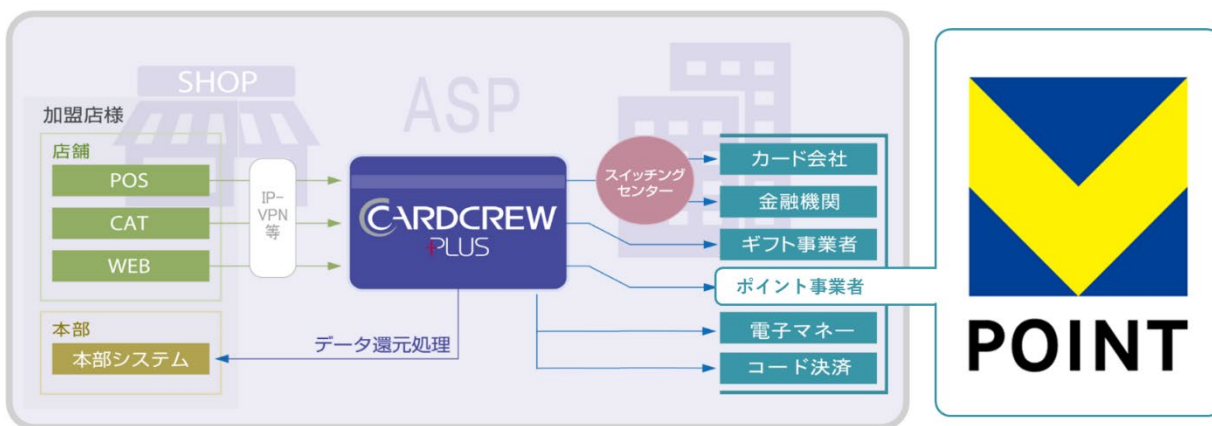 SHOP
ASP
加盟店様
店舗
POS
CAT
WEB
IP-
VPN
等
CARDCREW
PLUS
本部
本部システム
データ還元処理
スイッチング
センター
カード会社
金融機関
ギフト事業者
ポイント事業者
電子マネー
コード決済
POINT